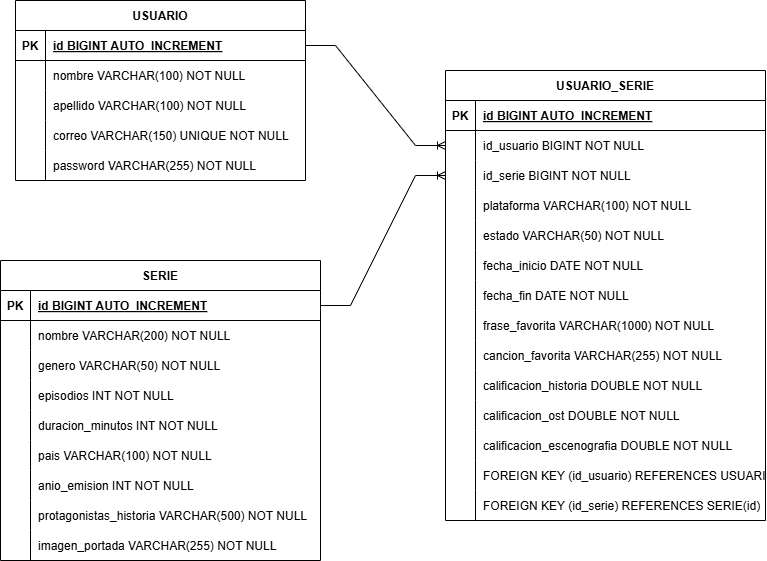 USUARIO
PK id BIGINT AUTO_INCREMENT
nombre VARCHAR(100) NOT NULL
apellido VARCHAR(100) NOT NULL
correo VARCHAR(150) UNIQUE NOT NULL
password VARCHAR(255) NOT NULL
SERIE
PK id BIGINT AUTO_INCREMENT
nombre VARCHAR(200) NOT NULL
genero VARCHAR(50) NOT NULL
episodios INT NOT NULL
duracion_minutos INT NOT NULL
pais VARCHAR(100) NOT NULL
anio_emision INT NOT NULL
protagonistas_historia VARCHAR(500) NOT NULL
imagen_portada VARCHAR(255) NOT NULL
USUARIO_SERIE
PK id BIGINT AUTO_INCREMENT
id_usuario BIGINT NOT NULL
id_serie BIGINT NOT NULL
plataforma VARCHAR(100) NOT NULL
estado VARCHAR(50) NOT NULL
fecha_inicio DATE NOT NULL
fecha_fin DATE NOT NULL
frase_favorita VARCHAR(1000) NOT NULL
cancion_favorita VARCHAR(255) NOT NULL
calificacion_historia DOUBLE NOT NULL
calificacion_ost DOUBLE NOT NULL
calificacion_escenografia DOUBLE NOT NULL
FOREIGN KEY (id_usuario) REFERENCES USUARI
FOREIGN KEY (id_serie) REFERENCES SERIE(id)